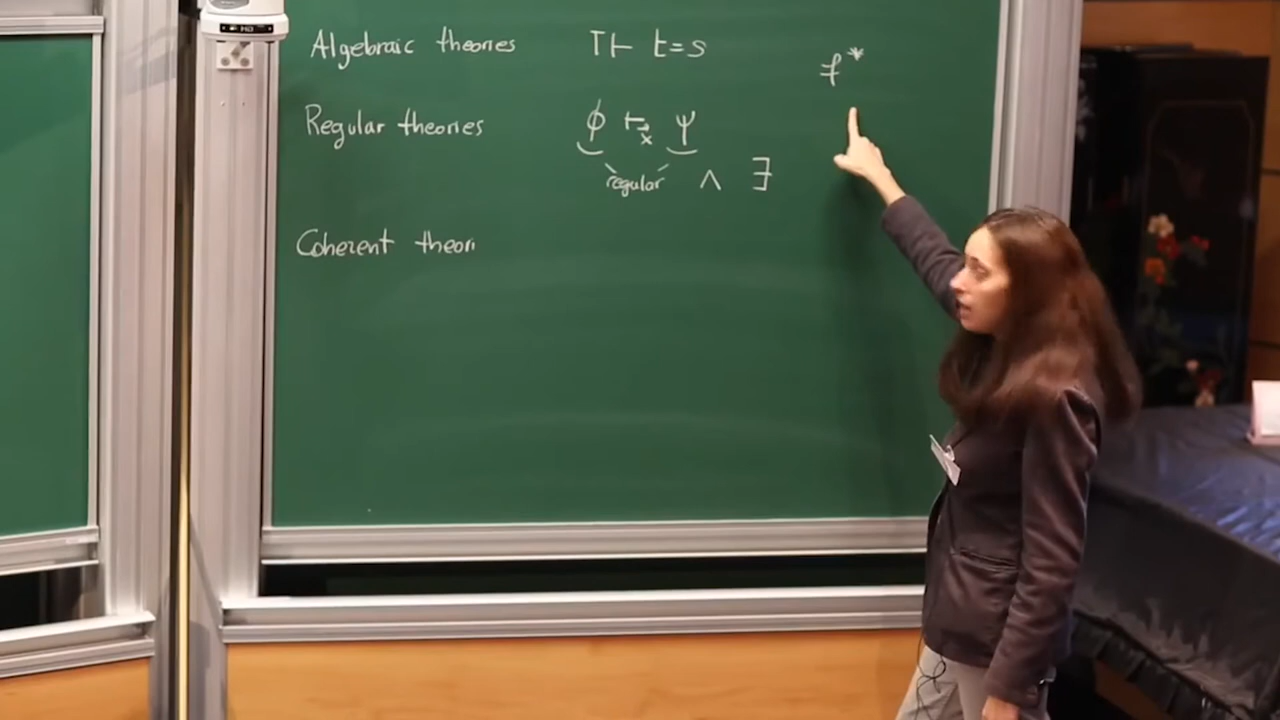 Algebraic theories ⊤⊢ t=s
f*
Regular theories ϕ ⊢x⃗ ψ
regular ∧ ∃
Coherent theori